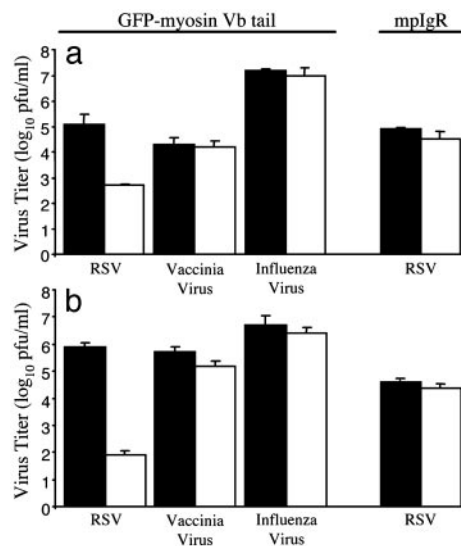 GFP-myosin Vb tail mpIgR
a
Virus Titer (log10 pfu/ml)
8
7
6
5
4
3
2
1
0
RSV Vaccinia Virus Influenza Virus RSV
b
Virus Titer (log10 pfu/ml)
8
7
6
5
4
3
2
1
0
RSV Vaccinia Virus Influenza Virus RSV